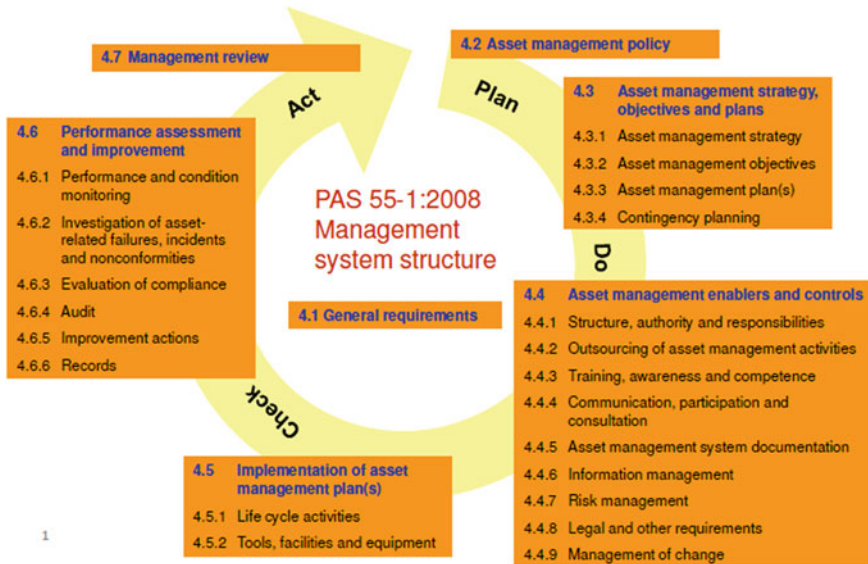 4.7 Management review
4.2 Asset management policy
Plan
Act
4.3 Asset management strategy,
objectives and plans
4.3.1 Asset management strategy
4.3.2 Asset management objectives
4.3.3 Asset management plan(s)
4.3.4 Contingency planning
4.6 Performance assessment
and improvement
4.6.1 Performance and condition
monitoring
4.6.2 Investigation of asset-
related failures, incidents
and nonconformities
4.6.3 Evaluation of compliance
4.6.4 Audit
4.6.5 Improvement actions
4.6.6 Records
PAS 55-1:2008
Management
system structure
Do
4.1 General requirements
4.4 Asset management enablers and controls
4.4.1 Structure, authority and responsibilities
4.4.2 Outsourcing of asset management activities
4.4.3 Training, awareness and competence
4.4.4 Communication, participation and
consultation
4.4.5 Asset management system documentation
4.4.6 Information management
4.4.7 Risk management
4.4.8 Legal and other requirements
4.4.9 Management of change
Check
4.5 Implementation of asset
management plan(s)
4.5.1 Life cycle activities
4.5.2 Tools, facilities and equipment
1